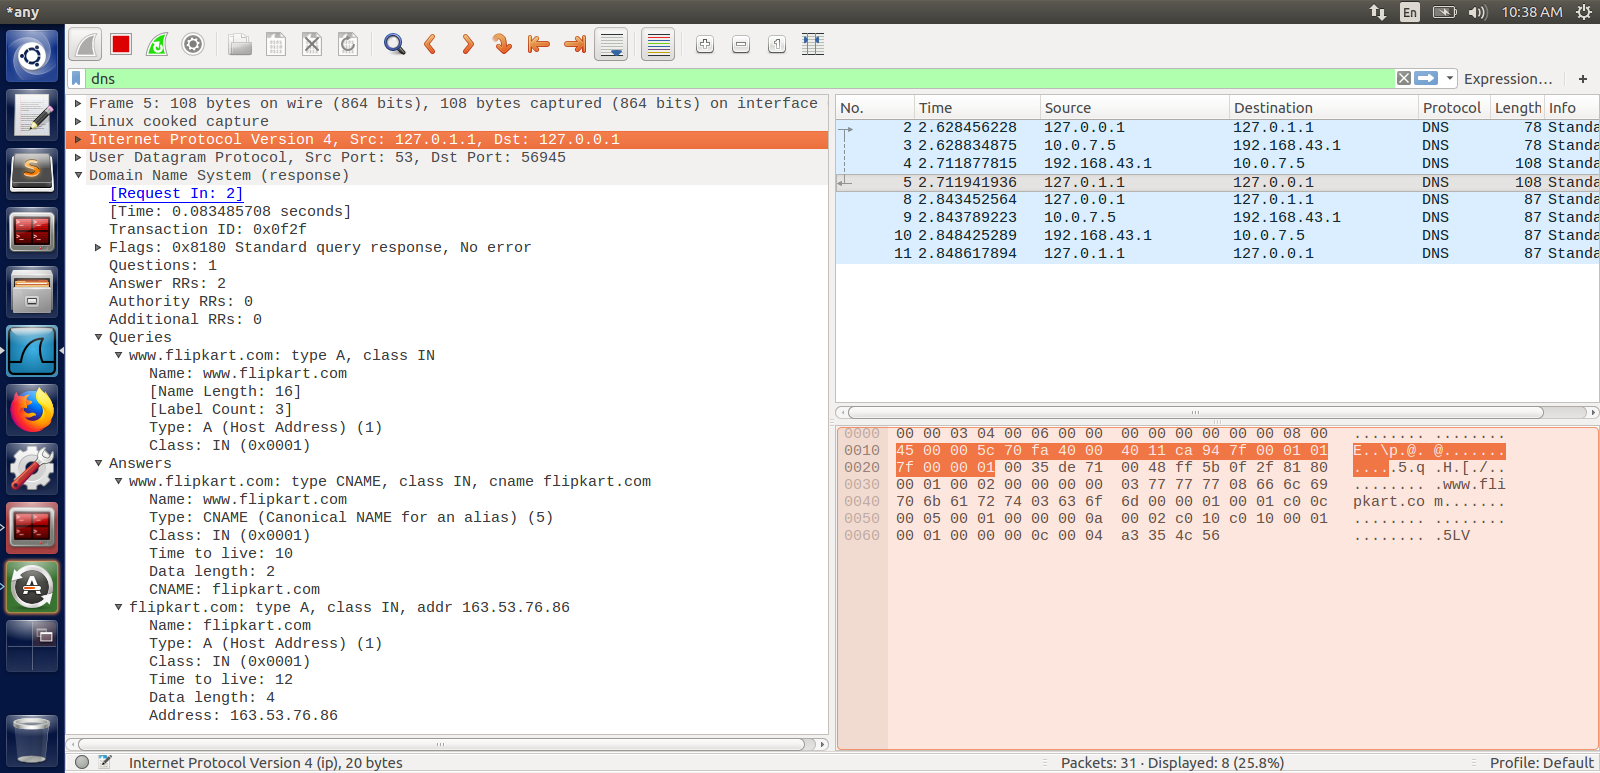 *any
En
10:38 AM
dns
Expression...
+
Frame 5: 108 bytes on wire (864 bits), 108 bytes captured (864 bits) on interface
Linux cooked capture
Internet Protocol Version 4, Src: 127.0.1.1, Dst: 127.0.0.1
User Datagram Protocol, Src Port: 53, Dst Port: 56945
Domain Name System (response)
[Request In: 2]
[Time: 0.083485708 seconds]
Transaction ID: 0x0f2f
Flags: 0x8180 Standard query response, No error
Questions: 1
Answer RRs: 2
Authority RRs: 0
Additional RRs: 0
Queries
www.flipkart.com: type A, class IN
Name: www.flipkart.com
[Name Length: 16]
[Label Count: 3]
Type: A (Host Address) (1)
Class: IN (0x0001)
Answers
www.flipkart.com: type CNAME, class IN, cname flipkart.com
Name: www.flipkart.com
Type: CNAME (Canonical NAME for an alias) (5)
Class: IN (0x0001)
Time to live: 10
Data length: 2
CNAME: flipkart.com
flipkart.com: type A, class IN, addr 163.53.76.86
Name: flipkart.com
Type: A (Host Address) (1)
Class: IN (0x0001)
Time to live: 12
Data length: 4
Address: 163.53.76.86
No. Time Source Destination Protocol Length Info
2 2.628456228 127.0.0.1 127.0.1.1 DNS 78 Standa
3 2.628834875 10.0.7.5 192.168.43.1 DNS 78 Standa
4 2.711877815 192.168.43.1 10.0.7.5 DNS 108 Standa
5 2.711941936 127.0.1.1 127.0.0.1 DNS 108 Standa
8 2.843452564 127.0.0.1 127.0.1.1 DNS 87 Standa
9 2.843789223 10.0.7.5 192.168.43.1 DNS 87 Standa
10 2.848425289 192.168.43.1 10.0.7.5 DNS 87 Standa
11 2.848617894 127.0.1.1 127.0.0.1 DNS 87 Standa
0000 00 00 03 04 00 06 00 00 00 00 00 00 00 00 08 00 ........ ........
0010 45 00 00 5c 70 fa 40 00 40 11 ca 94 7f 00 01 01 E..\p.@. @.......
0020 7f 00 00 01 00 35 de 71 00 48 ff 5b 0f 2f 81 80 .....5.q .H.[./..
0030 00 01 00 02 00 00 00 00 03 77 77 77 08 66 6c 69 ........ .www.fli
0040 70 6b 61 72 74 03 63 6f 6d 00 00 01 00 01 c0 0c pkart.co m.......
0050 00 05 00 01 00 00 00 0a 00 02 c0 10 c0 10 00 01 ........ ........
0060 00 01 00 00 00 0c 00 04 a3 35 4c 56 ........ .5LV
Internet Protocol Version 4 (ip), 20 bytes
Packets: 31 · Displayed: 8 (25.8%)
Profile: Default